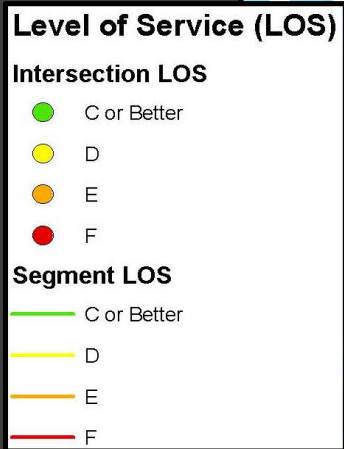 Level of Service (LOS)
Intersection LOS
C or Better
D
E
F
Segment LOS
C or Better
D
E
F